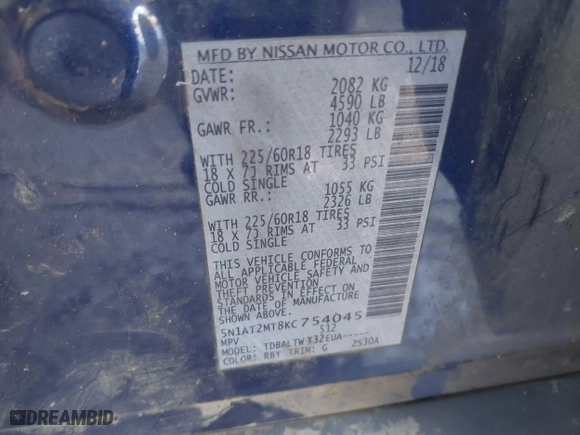 MFD BY NISSAN MOTOR CO., LTD.
DATE: 12/18
GVWR: 2082 KG
4590 LB
GAWR FR.: 1040 KG
2293 LB
WITH 225/60R18 TIRES
18 X 7J RIMS AT 33 PSI
COLD SINGLE
GAWR RR.: 1055 KG
2326 LB
WITH 225/60R18 TIRES
18 X 7J RIMS AT 33 PSI
COLD SINGLE
THIS VEHICLE CONFORMS TO
ALL APPLICABLE FEDERAL
MOTOR VEHICLE SAFETY AND
THEFT PREVENTION
STANDARDS IN EFFECT ON
THE DATE OF MANUFACTURE
SHOWN ABOVE.
5N1AT2MT8KC754045
MPV S12
MODEL: TDBALTW T32EUA-----
COLOR: RBY TRIM: G ZS30A
DREAMBID